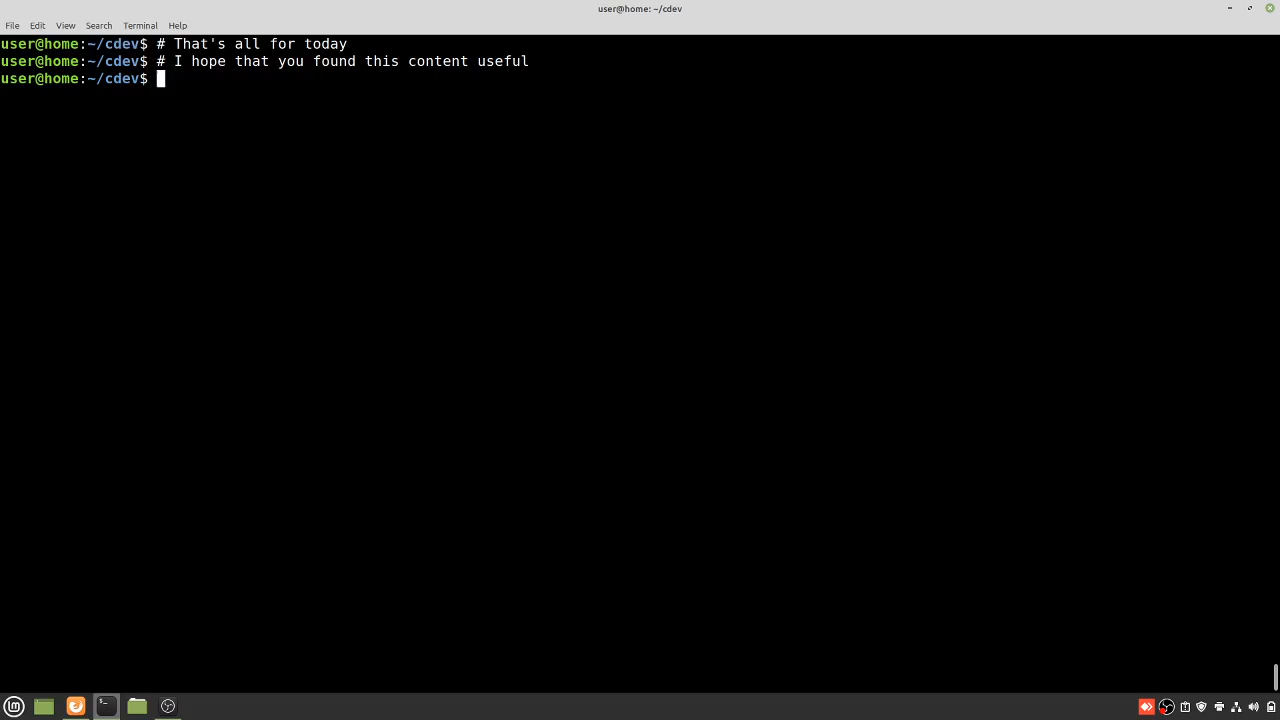 user@home: ~/cdev
File Edit View Search Terminal Help
user@home:~/cdev$ # That's all for today
user@home:~/cdev$ # I hope that you found this content useful
user@home:~/cdev$